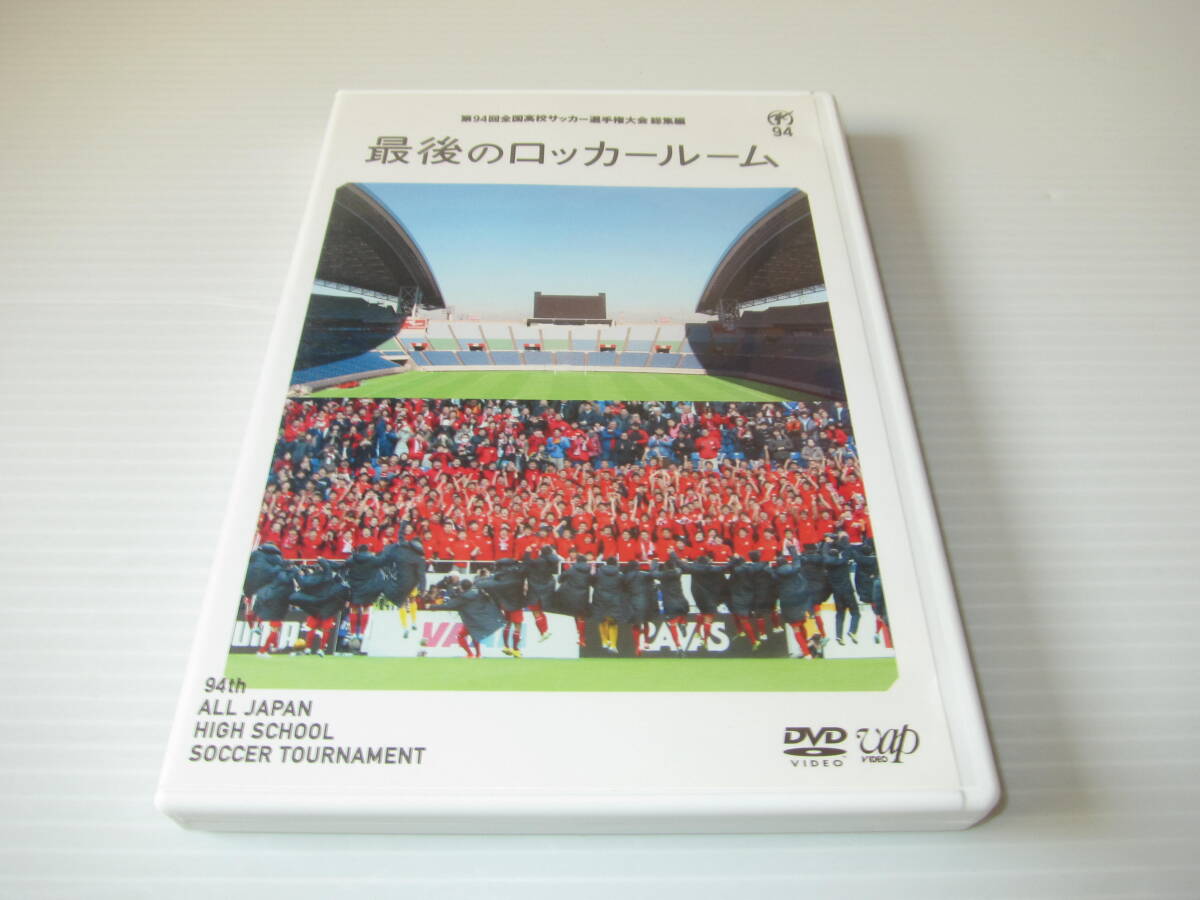 第94回全国高校サッカー選手権大会 総集編
94
最後のロッカールーム
RAVAS
94th
ALL JAPAN
HIGH SCHOOL
SOCCER TOURNAMENT
DVD
VIDEO
vap
VIDEO